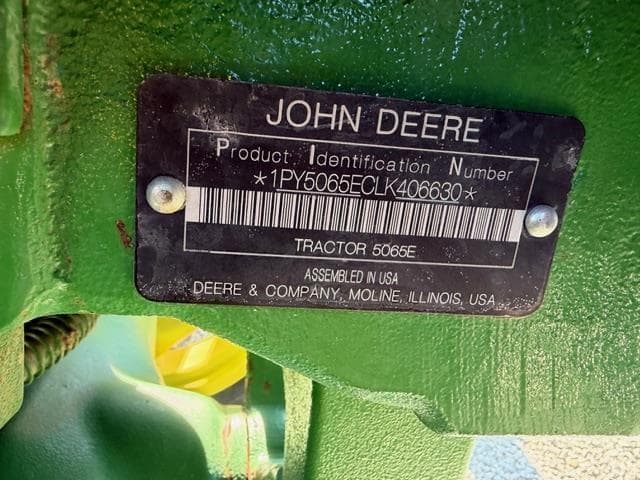 JOHN DEERE
Product Identification Number
*1PY5065ECLK406630*
TRACTOR 5065E
ASSEMBLED IN USA
DEERE & COMPANY, MOLINE, ILLINOIS, USA